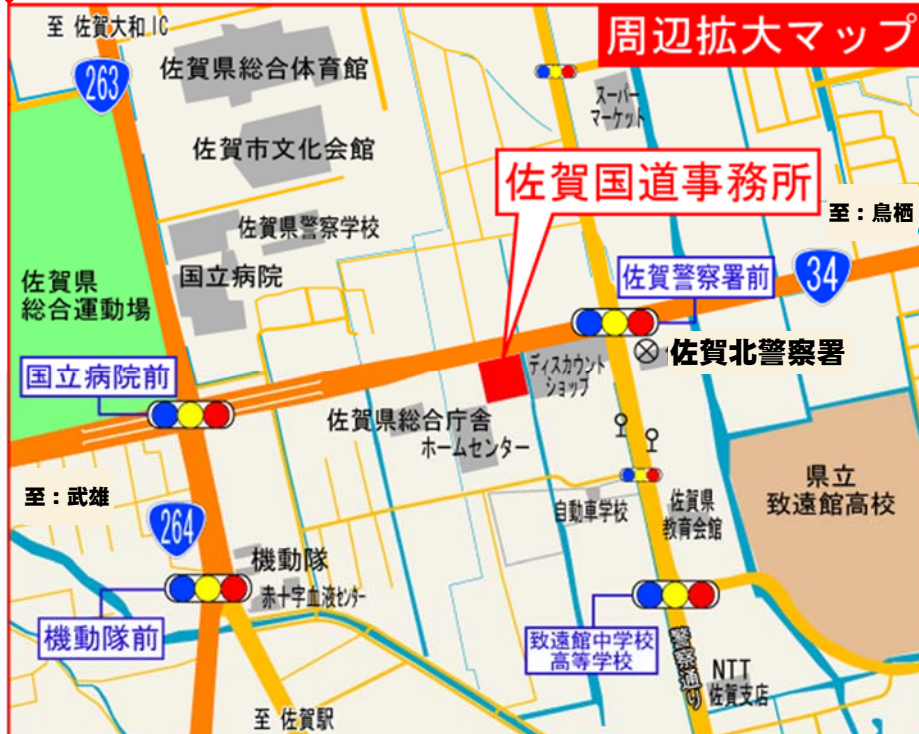 至 佐賀大和IC
周辺拡大マップ
263
佐賀県総合体育館
スーパー
マーケット
佐賀市文化会館
佐賀国道事務所
至：鳥栖
佐賀県警察学校
国立病院
佐賀県
総合運動場
佐賀警察署前
34
佐賀北警察署
ディスカウント
ショップ
国立病院前
佐賀県総合庁舎
ホームセンター
至：武雄
264
県立
致遠館高校
自動車学校
佐賀県
教育会館
機動隊
赤十字血液センター
機動隊前
致遠館中学校
高等学校
警察通り
NTT
佐賀支店
至 佐賀駅